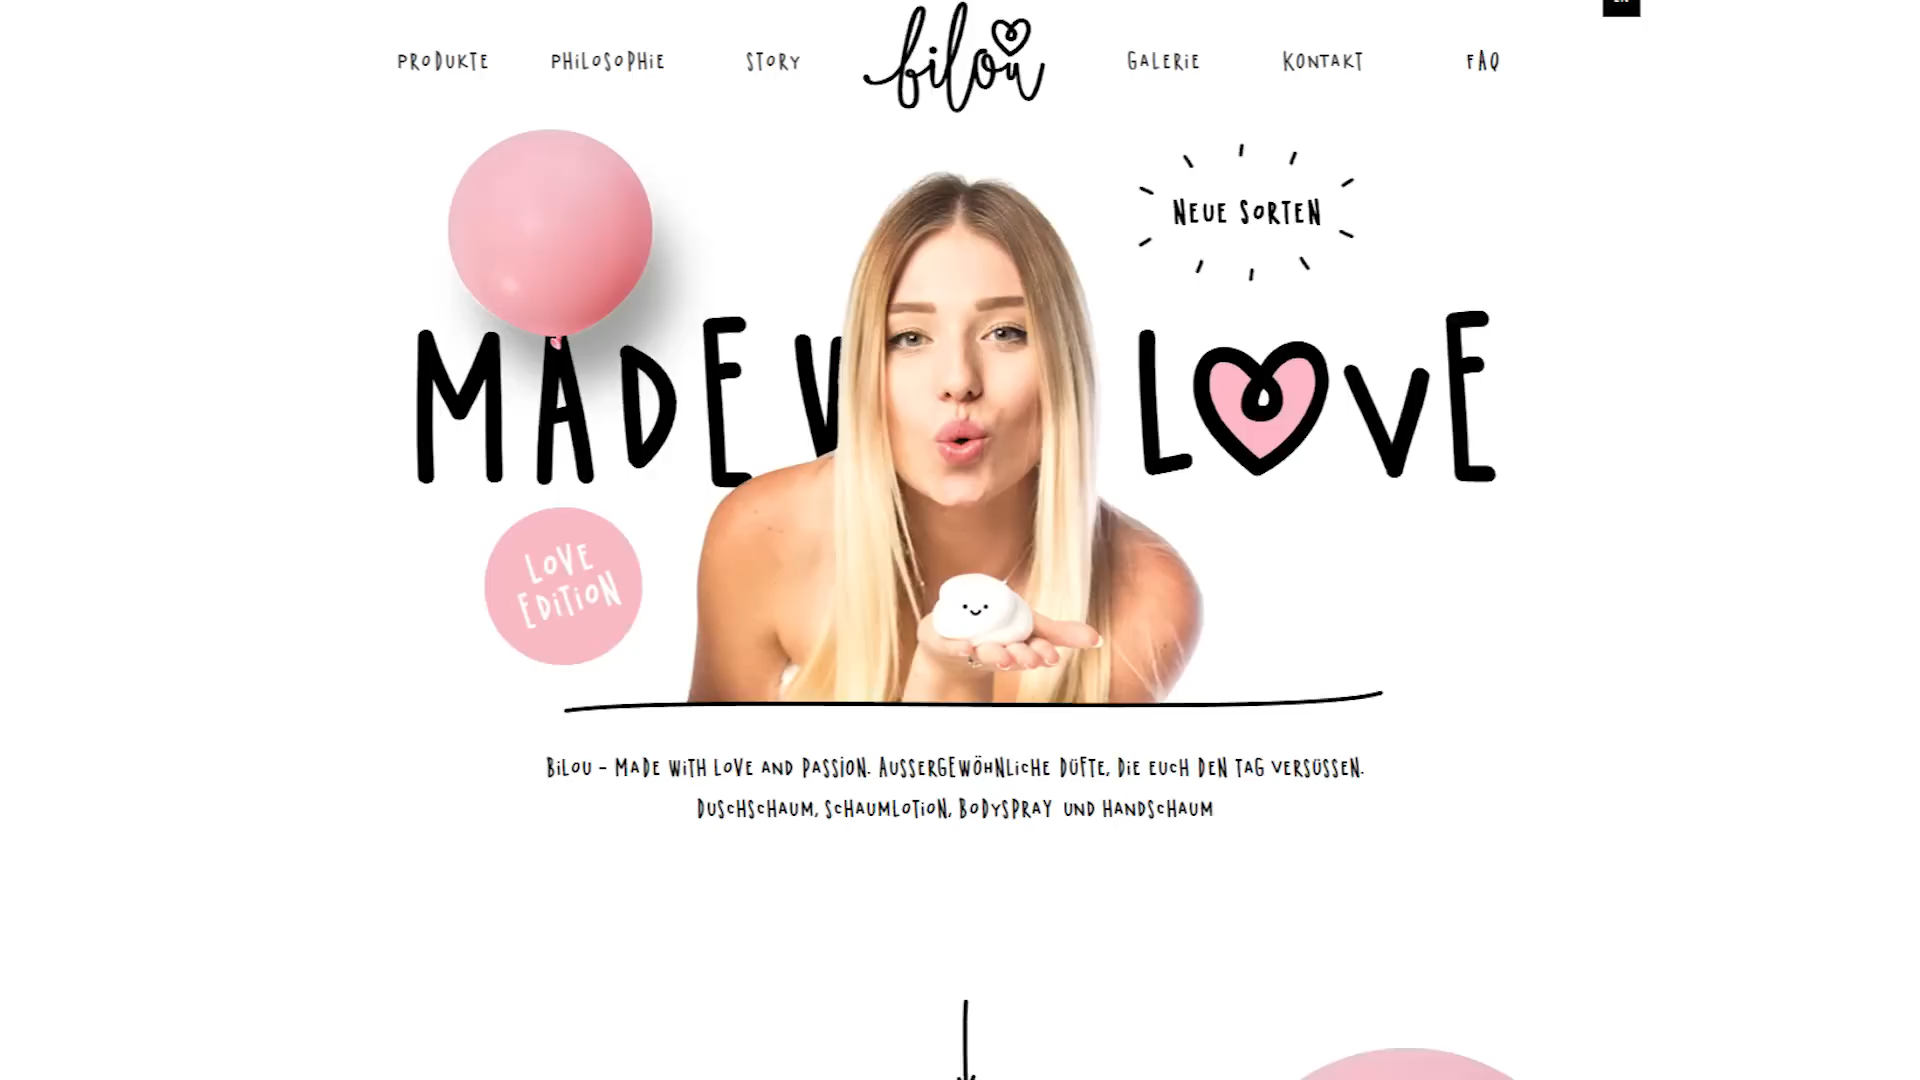 PRODUKTE PHiLOSOPHiE STORY bilou GALERiE KONTAKT FAQ
NEUE SORTEN
MADE W LOVE
LOVE
EDiTiON
BiLOU - MADE WiTH LOVE AND PASSiON. AUSSERGEWÖHNLiCHE DÜFTE, DiE EUCH DEN TAG VERSÜSSEN.
DUSCHSCHAUM, SCHAUMLOTiON, BODYSPRAY UND HANDSCHAUM